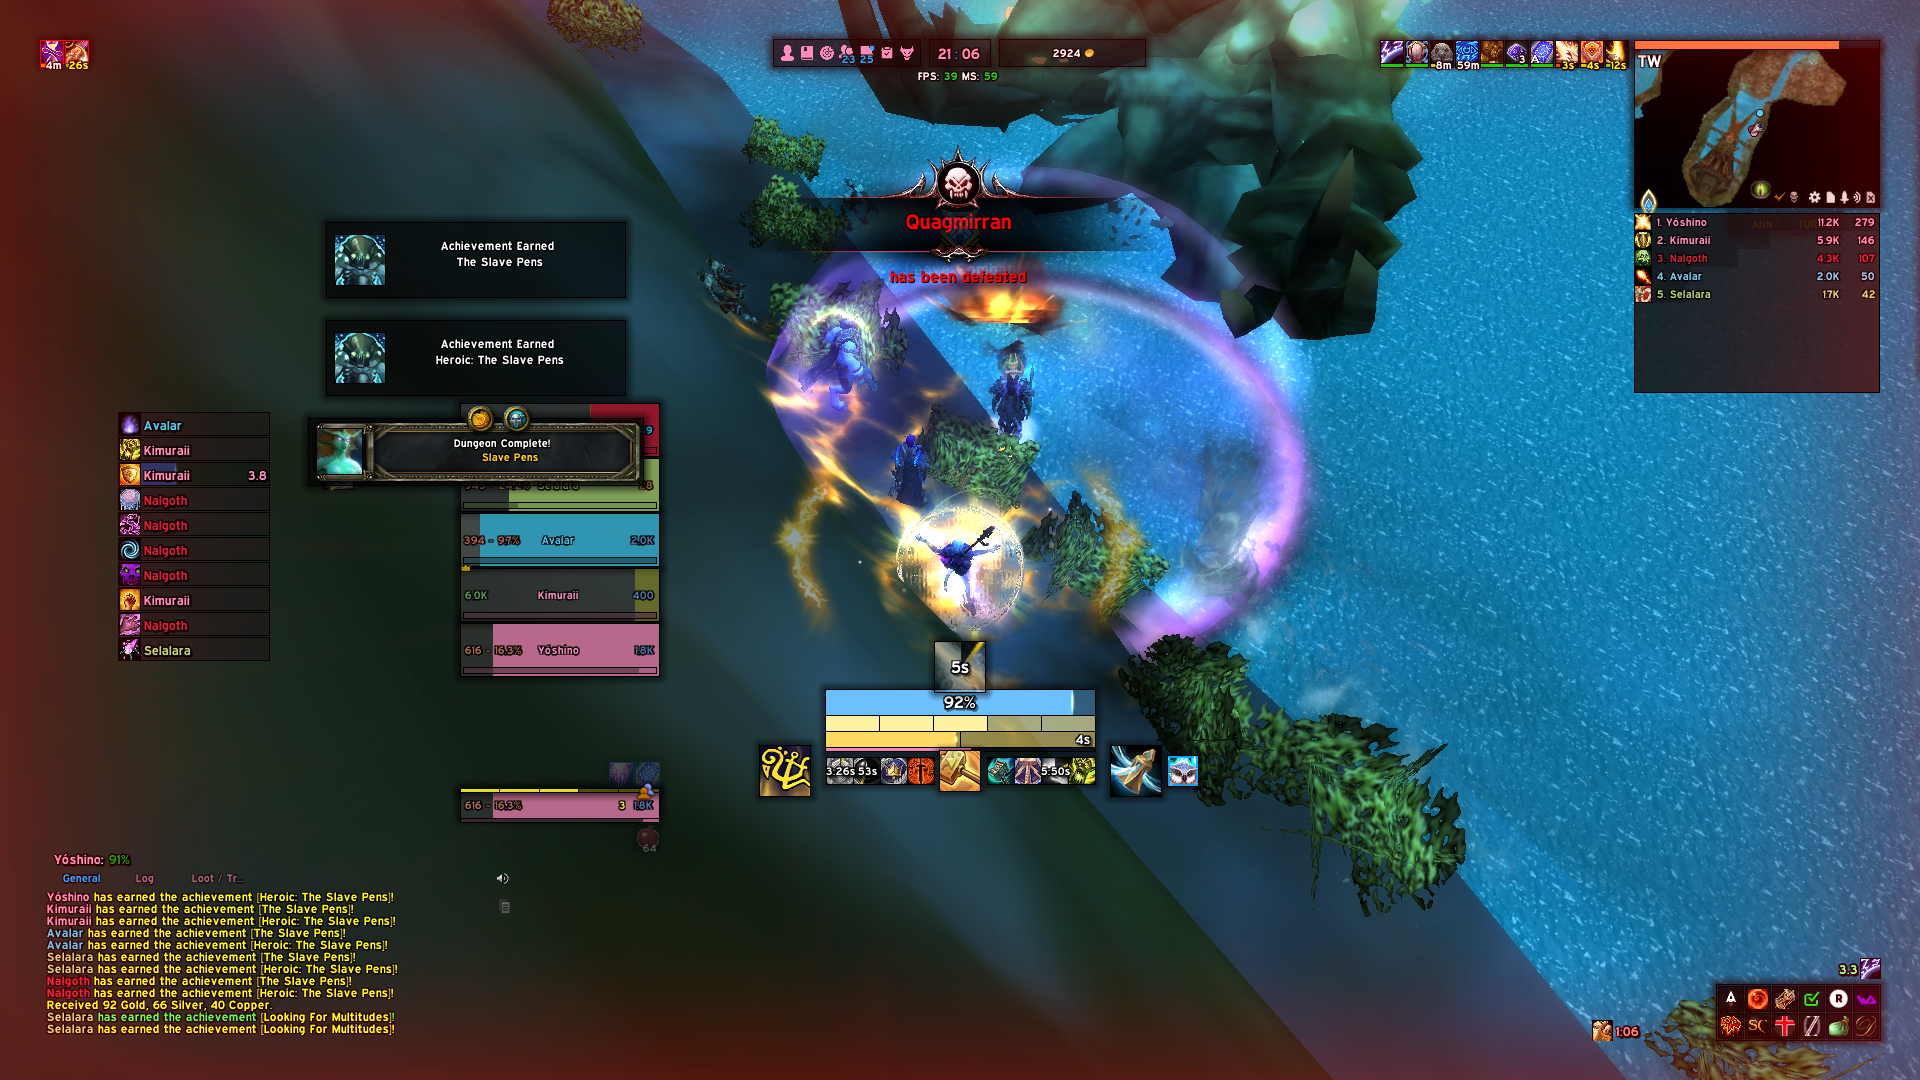 4m 26s
23 25
21:06
2924
FPS: 39 MS: 59
8m 59m 3 A 3s 4s 12s
TW
Quagmirran
has been defeated
Achievement Earned
The Slave Pens
Achievement Earned
Heroic: The Slave Pens
Dungeon Complete!
Slave Pens
1. Yóshino 11.2K 279
2. Kimuraii 5.9K 146
3. Nalgoth 4.3K 107
4. Avalar 2.0K 50
5. Selalara 1.7K 42
Avalar
Kimuraii
Kimuraii 3.8
Nalgoth
Nalgoth
Nalgoth
Nalgoth
Kimuraii
Nalgoth
Selalara
Selalara
394 - 9.7% Avalar 2.0K
6.0K Kimuraii 400
616 - 16.3% Yóshino 1.8K
5s
92%
4s
3:26s 53s 5:50s
616 - 16.3% 3 1.8K
64
Yóshino: 91%
General Log Loot / Tr...
Yóshino has earned the achievement [Heroic: The Slave Pens]!
Kimuraii has earned the achievement [The Slave Pens]!
Kimuraii has earned the achievement [Heroic: The Slave Pens]!
Avalar has earned the achievement [The Slave Pens]!
Avalar has earned the achievement [Heroic: The Slave Pens]!
Selalara has earned the achievement [The Slave Pens]!
Selalara has earned the achievement [Heroic: The Slave Pens]!
Nalgoth has earned the achievement [The Slave Pens]!
Nalgoth has earned the achievement [Heroic: The Slave Pens]!
Received 92 Gold, 66 Silver, 40 Copper.
Selalara has earned the achievement [Looking For Multitudes]!
Selalara has earned the achievement [Looking For Multitudes]!
3.3
R
SC
1:06